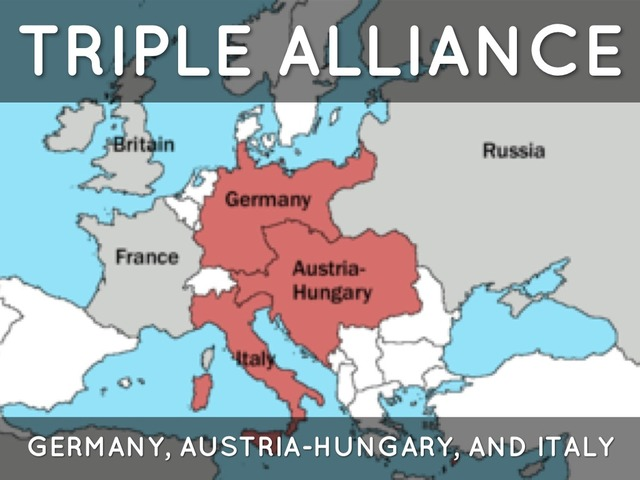 TRIPLE ALLIANCE
Britain
Russia
Germany
France
Austria-
Hungary
Italy
GERMANY, AUSTRIA-HUNGARY, AND ITALY